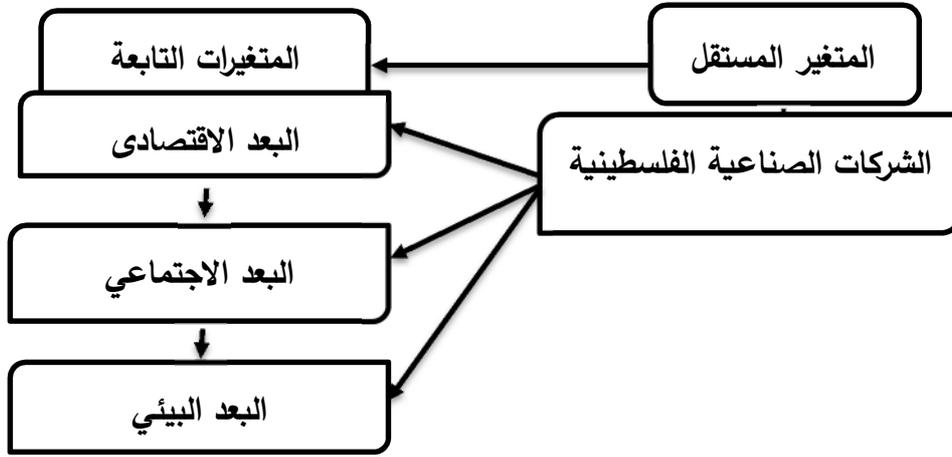 المتغير المستقل
المتغيرات التابعة
الشركات الصناعية الفلسطينية
البعد الاقتصادى
البعد الاجتماعي
البعد البيئي